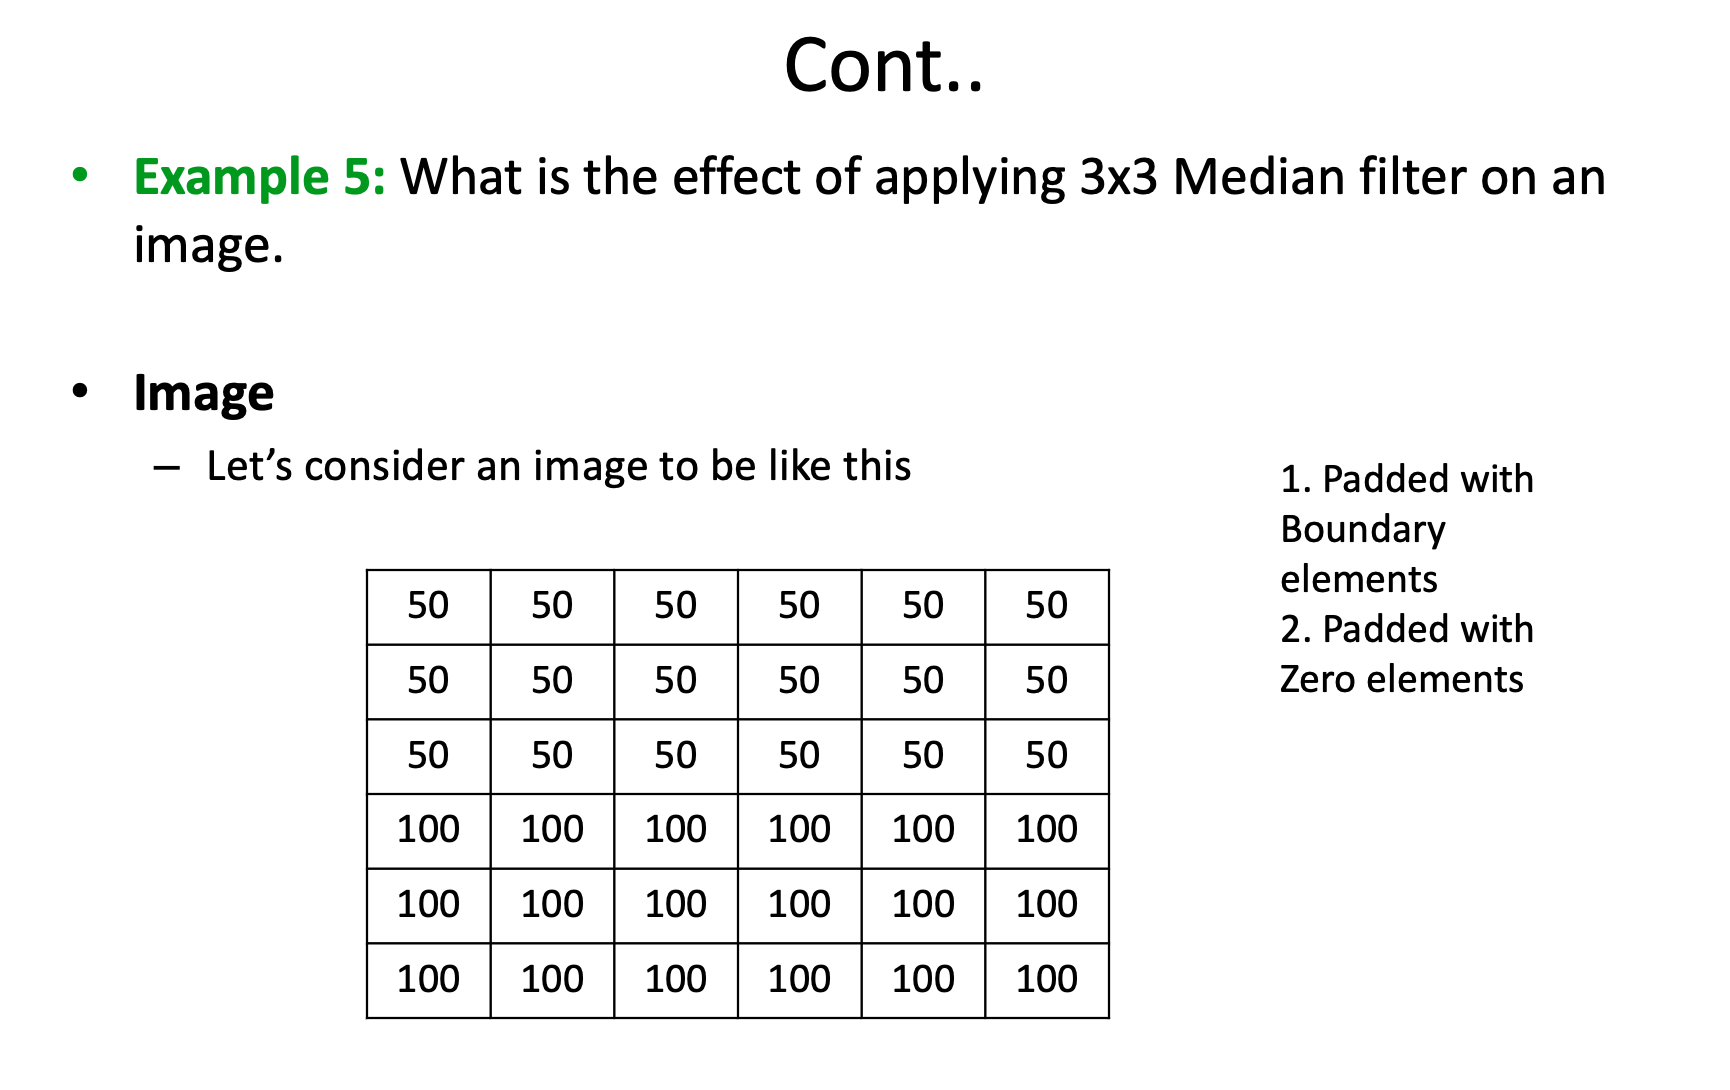 Cont..
• Example 5: What is the effect of applying 3x3 Median filter on an
image.
• Image
– Let’s consider an image to be like this
1. Padded with
Boundary
elements
2. Padded with
Zero elements
50 50 50 50 50 50
50 50 50 50 50 50
50 50 50 50 50 50
100 100 100 100 100 100
100 100 100 100 100 100
100 100 100 100 100 100